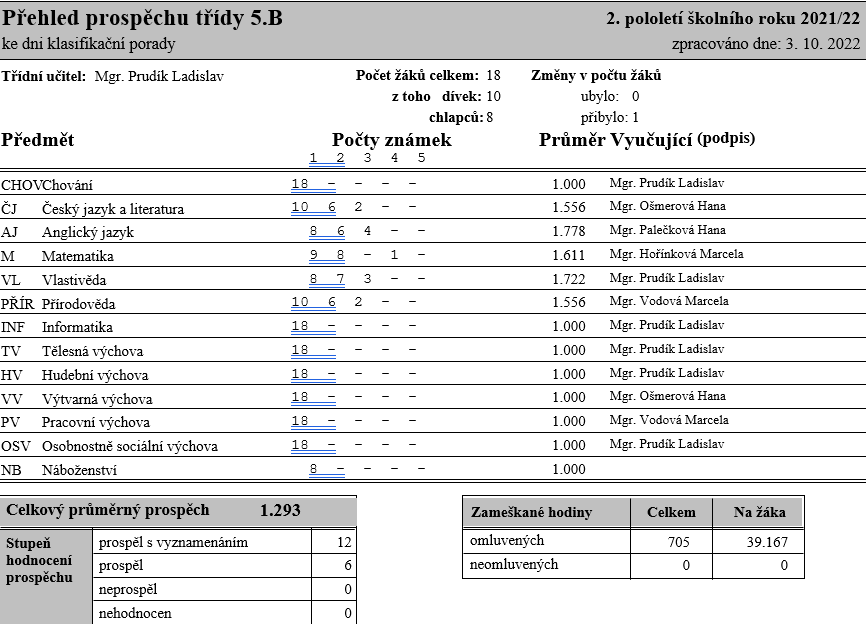 Přehled prospěchu třídy 5.B 2. pololetí školního roku 2021/22
ke dni klasifikační porady zpracováno dne: 3. 10. 2022
Třídní učitel: Mgr. Prudík Ladislav Počet žáků celkem: 18 Změny v počtu žáků
z toho dívek: 10 ubylo: 0
chlapců: 8 přibylo: 1
Předmět Počty známek Průměr Vyučující (podpis)
1 2 3 4 5
CHOVChování 18 - - - - 1.000 Mgr. Prudík Ladislav
ČJ Český jazyk a literatura 10 6 2 - - 1.556 Mgr. Ošmerová Hana
AJ Anglický jazyk 8 6 4 - - 1.778 Mgr. Palečková Hana
M Matematika 9 8 - 1 - 1.611 Mgr. Hořínková Marcela
VL Vlastivěda 8 7 3 - - 1.722 Mgr. Prudík Ladislav
PŘÍR Přírodověda 10 6 2 - - 1.556 Mgr. Vodová Marcela
INF Informatika 18 - - - - 1.000 Mgr. Prudík Ladislav
TV Tělesná výchova 18 - - - - 1.000 Mgr. Prudík Ladislav
HV Hudební výchova 18 - - - - 1.000 Mgr. Prudík Ladislav
VV Výtvarná výchova 18 - - - - 1.000 Mgr. Ošmerová Hana
PV Pracovní výchova 18 - - - - 1.000 Mgr. Vodová Marcela
OSV Osobnostně sociální výchova 18 - - - - 1.000 Mgr. Prudík Ladislav
NB Náboženství 8 - - - - 1.000
Celkový průměrný prospěch 1.293
Stupeň hodnocení prospěchu
prospěl s vyznamenáním 12
prospěl 6
neprospěl 0
nehodnocen 0
Zameškané hodiny Celkem Na žáka
omluvených 705 39.167
neomluvených 0 0